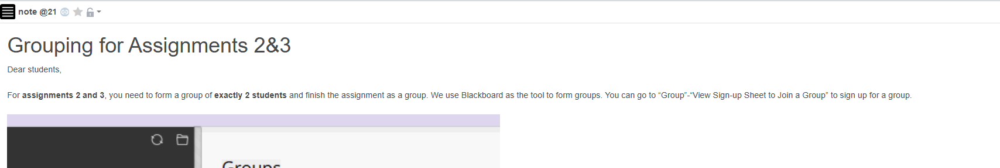 note @21
Grouping for Assignments 2&3
Dear students,
For assignments 2 and 3, you need to form a group of exactly 2 students and finish the assignment as a group. We use Blackboard as the tool to form groups. You can go to “Group”-“View Sign-up Sheet to Join a Group” to sign up for a group.
Groups